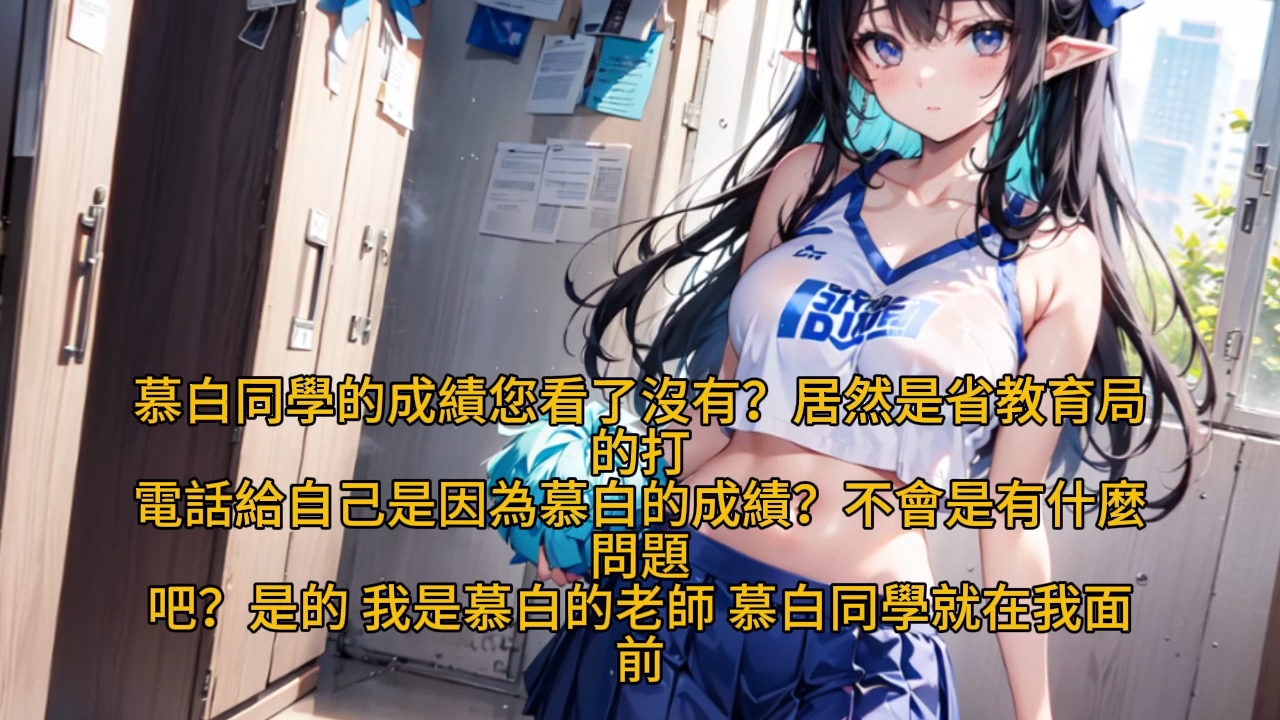 慕白同學的成績您看了沒有？居然是省教育局
的打
電話給自己是因為慕白的成績？不會是有什麼
問題
吧？是的 我是慕白的老師 慕白同學就在我面
前